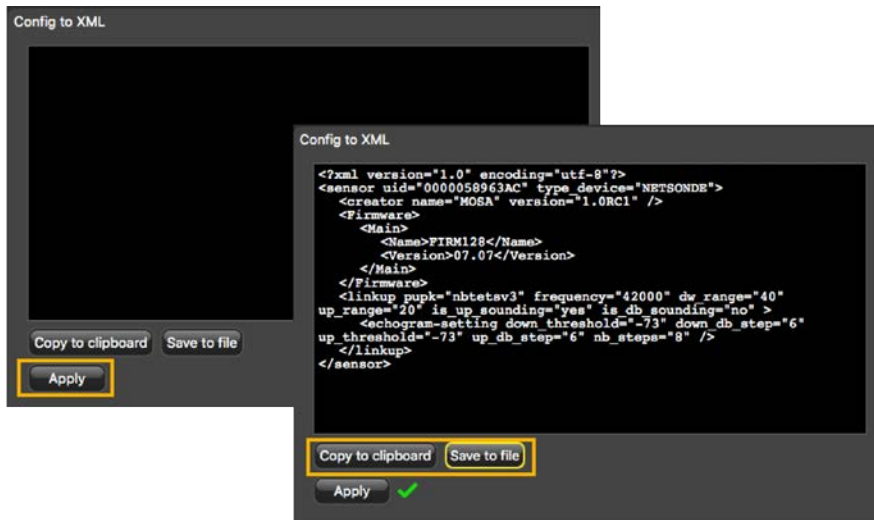 Config to XML
Copy to clipboard Save to file
Apply
Config to XML
<?xml version="1.0" encoding="utf-8"?>
<sensor uid="0000058963AC" type_device="NETSONDE">
<creator name="MOSA" version="1.0RC1" />
<Firmware>
<Main>
<Name>FIRM128</Name>
<Version>07.07</Version>
</Main>
</Firmware>
<linkup pupk="nbtetsv3" frequency="42000" dw_range="40"
up_range="20" is_up_sounding="yes" is_db_sounding="no" >
<echogram-setting down_threshold="-73" down_db_step="6"
up_threshold="-73" up_db_step="6" nb_steps="8" />
</linkup>
</sensor>
Copy to clipboard Save to file
Apply